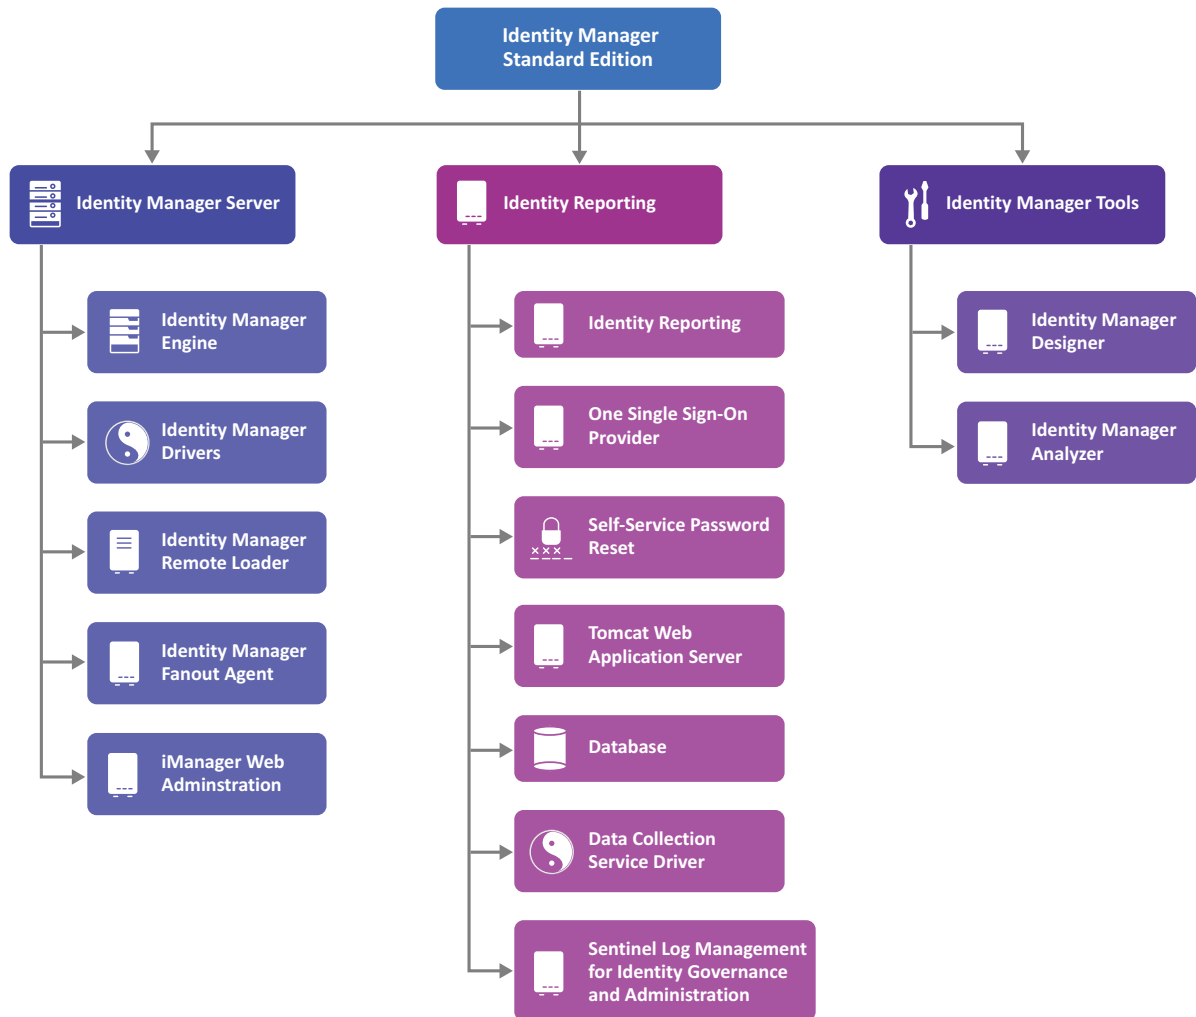 Identity Manager
Standard Edition
Identity Manager Server
Identity Manager
Engine
Identity Manager
Drivers
Identity Manager
Remote Loader
Identity Manager
Fanout Agent
iManager Web
Adminstration
Identity Reporting
Identity Reporting
One Single Sign-On
Provider
Self-Service Password
Reset
Tomcat Web
Application Server
Database
Data Collection
Service Driver
Sentinel Log Management
for Identity Governance
and Administration
Identity Manager Tools
Identity Manager
Designer
Identity Manager
Analyzer